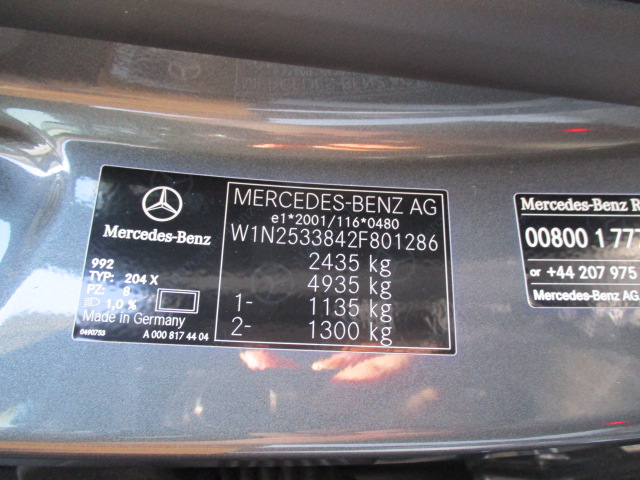 MERCEDES-BENZ AG
e1*2001/116*0480
W1N2533842F801286
2435 kg
4935 kg
1- 1135 kg
2- 1300 kg
Mercedes-Benz
992
TYP: 204 X
PZ: 8
1,0 %
Made in Germany
0490753 A 000 817 44 04
Mercedes-Benz R
00800 1 777
or +44 207 975
Mercedes-Benz AG,